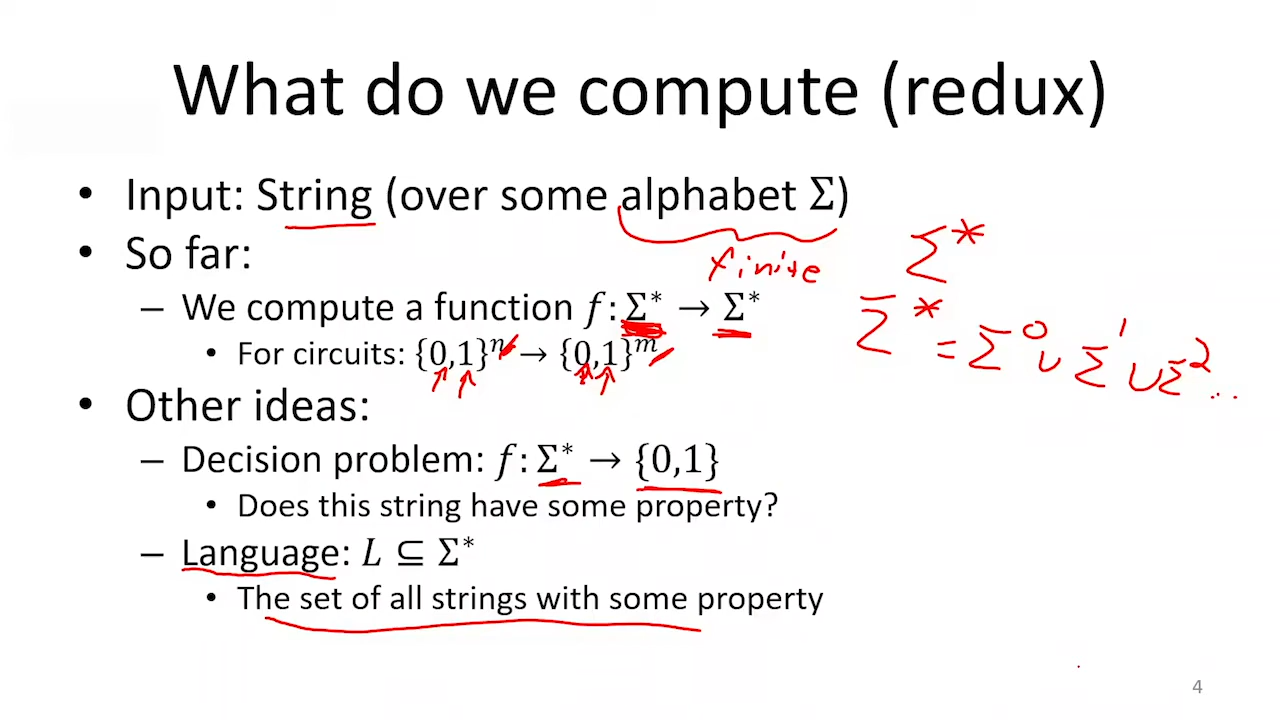 What do we compute (redux)
• Input: String (over some alphabet Σ)
finite
Σ*
• So far:
– We compute a function f: Σ* → Σ*
Σ* = Σ⁰ ∪ Σ¹ ∪ Σ² ...
• For circuits: {0,1}ⁿ → {0,1}ᵐ
• Other ideas:
– Decision problem: f: Σ* → {0,1}
• Does this string have some property?
– Language: L ⊆ Σ*
• The set of all strings with some property
4